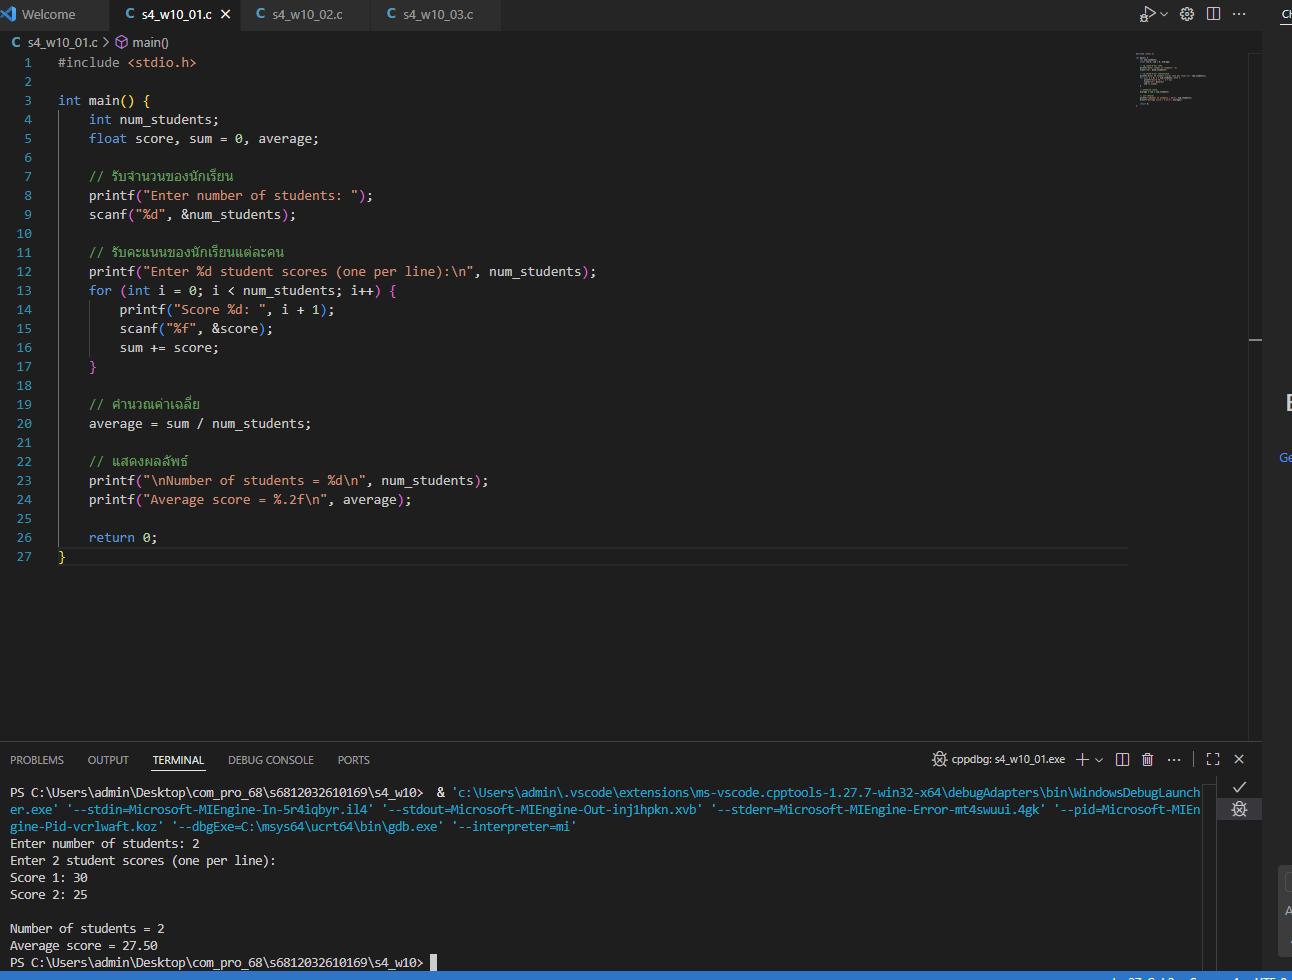 Welcome
C s4_w10_01.c
C s4_w10_02.c
C s4_w10_03.c
C s4_w10_01.c > main()
1 #include <stdio.h>
2
3 int main() {
4 int num_students;
5 float score, sum = 0, average;
6
7 // รับจำนวนของนักเรียน
8 printf("Enter number of students: ");
9 scanf("%d", &num_students);
10
11 // รับคะแนนของนักเรียนแต่ละคน
12 printf("Enter %d student scores (one per line):\n", num_students);
13 for (int i = 0; i < num_students; i++) {
14 printf("Score %d: ", i + 1);
15 scanf("%f", &score);
16 sum += score;
17 }
18
19 // คำนวณค่าเฉลี่ย
20 average = sum / num_students;
21
22 // แสดงผลลัพธ์
23 printf("\nNumber of students = %d\n", num_students);
24 printf("Average score = %.2f\n", average);
25
26 return 0;
27 }
PROBLEMS OUTPUT TERMINAL DEBUG CONSOLE PORTS
cppdbg: s4_w10_01.exe
PS C:\Users\admin\Desktop\com_pro_68\s6812032610169\s4_w10> & 'c:\Users\admin\.vscode\extensions\ms-vscode.cpptools-1.27.7-win32-x64\debugAdapters\bin\WindowsDebugLaunch
er.exe' '--stdin=Microsoft-MIEngine-In-5r4iqbyr.il4' '--stdout=Microsoft-MIEngine-Out-inj1hpkn.xvb' '--stderr=Microsoft-MIEngine-Error-mt4swuui.4gk' '--pid=Microsoft-MIEn
gine-Pid-vcrlwaft.koz' '--dbgExe=C:\msys64\ucrt64\bin\gdb.exe' '--interpreter=mi'
Enter number of students: 2
Enter 2 student scores (one per line):
Score 1: 30
Score 2: 25
Number of students = 2
Average score = 27.50
PS C:\Users\admin\Desktop\com_pro_68\s6812032610169\s4_w10>